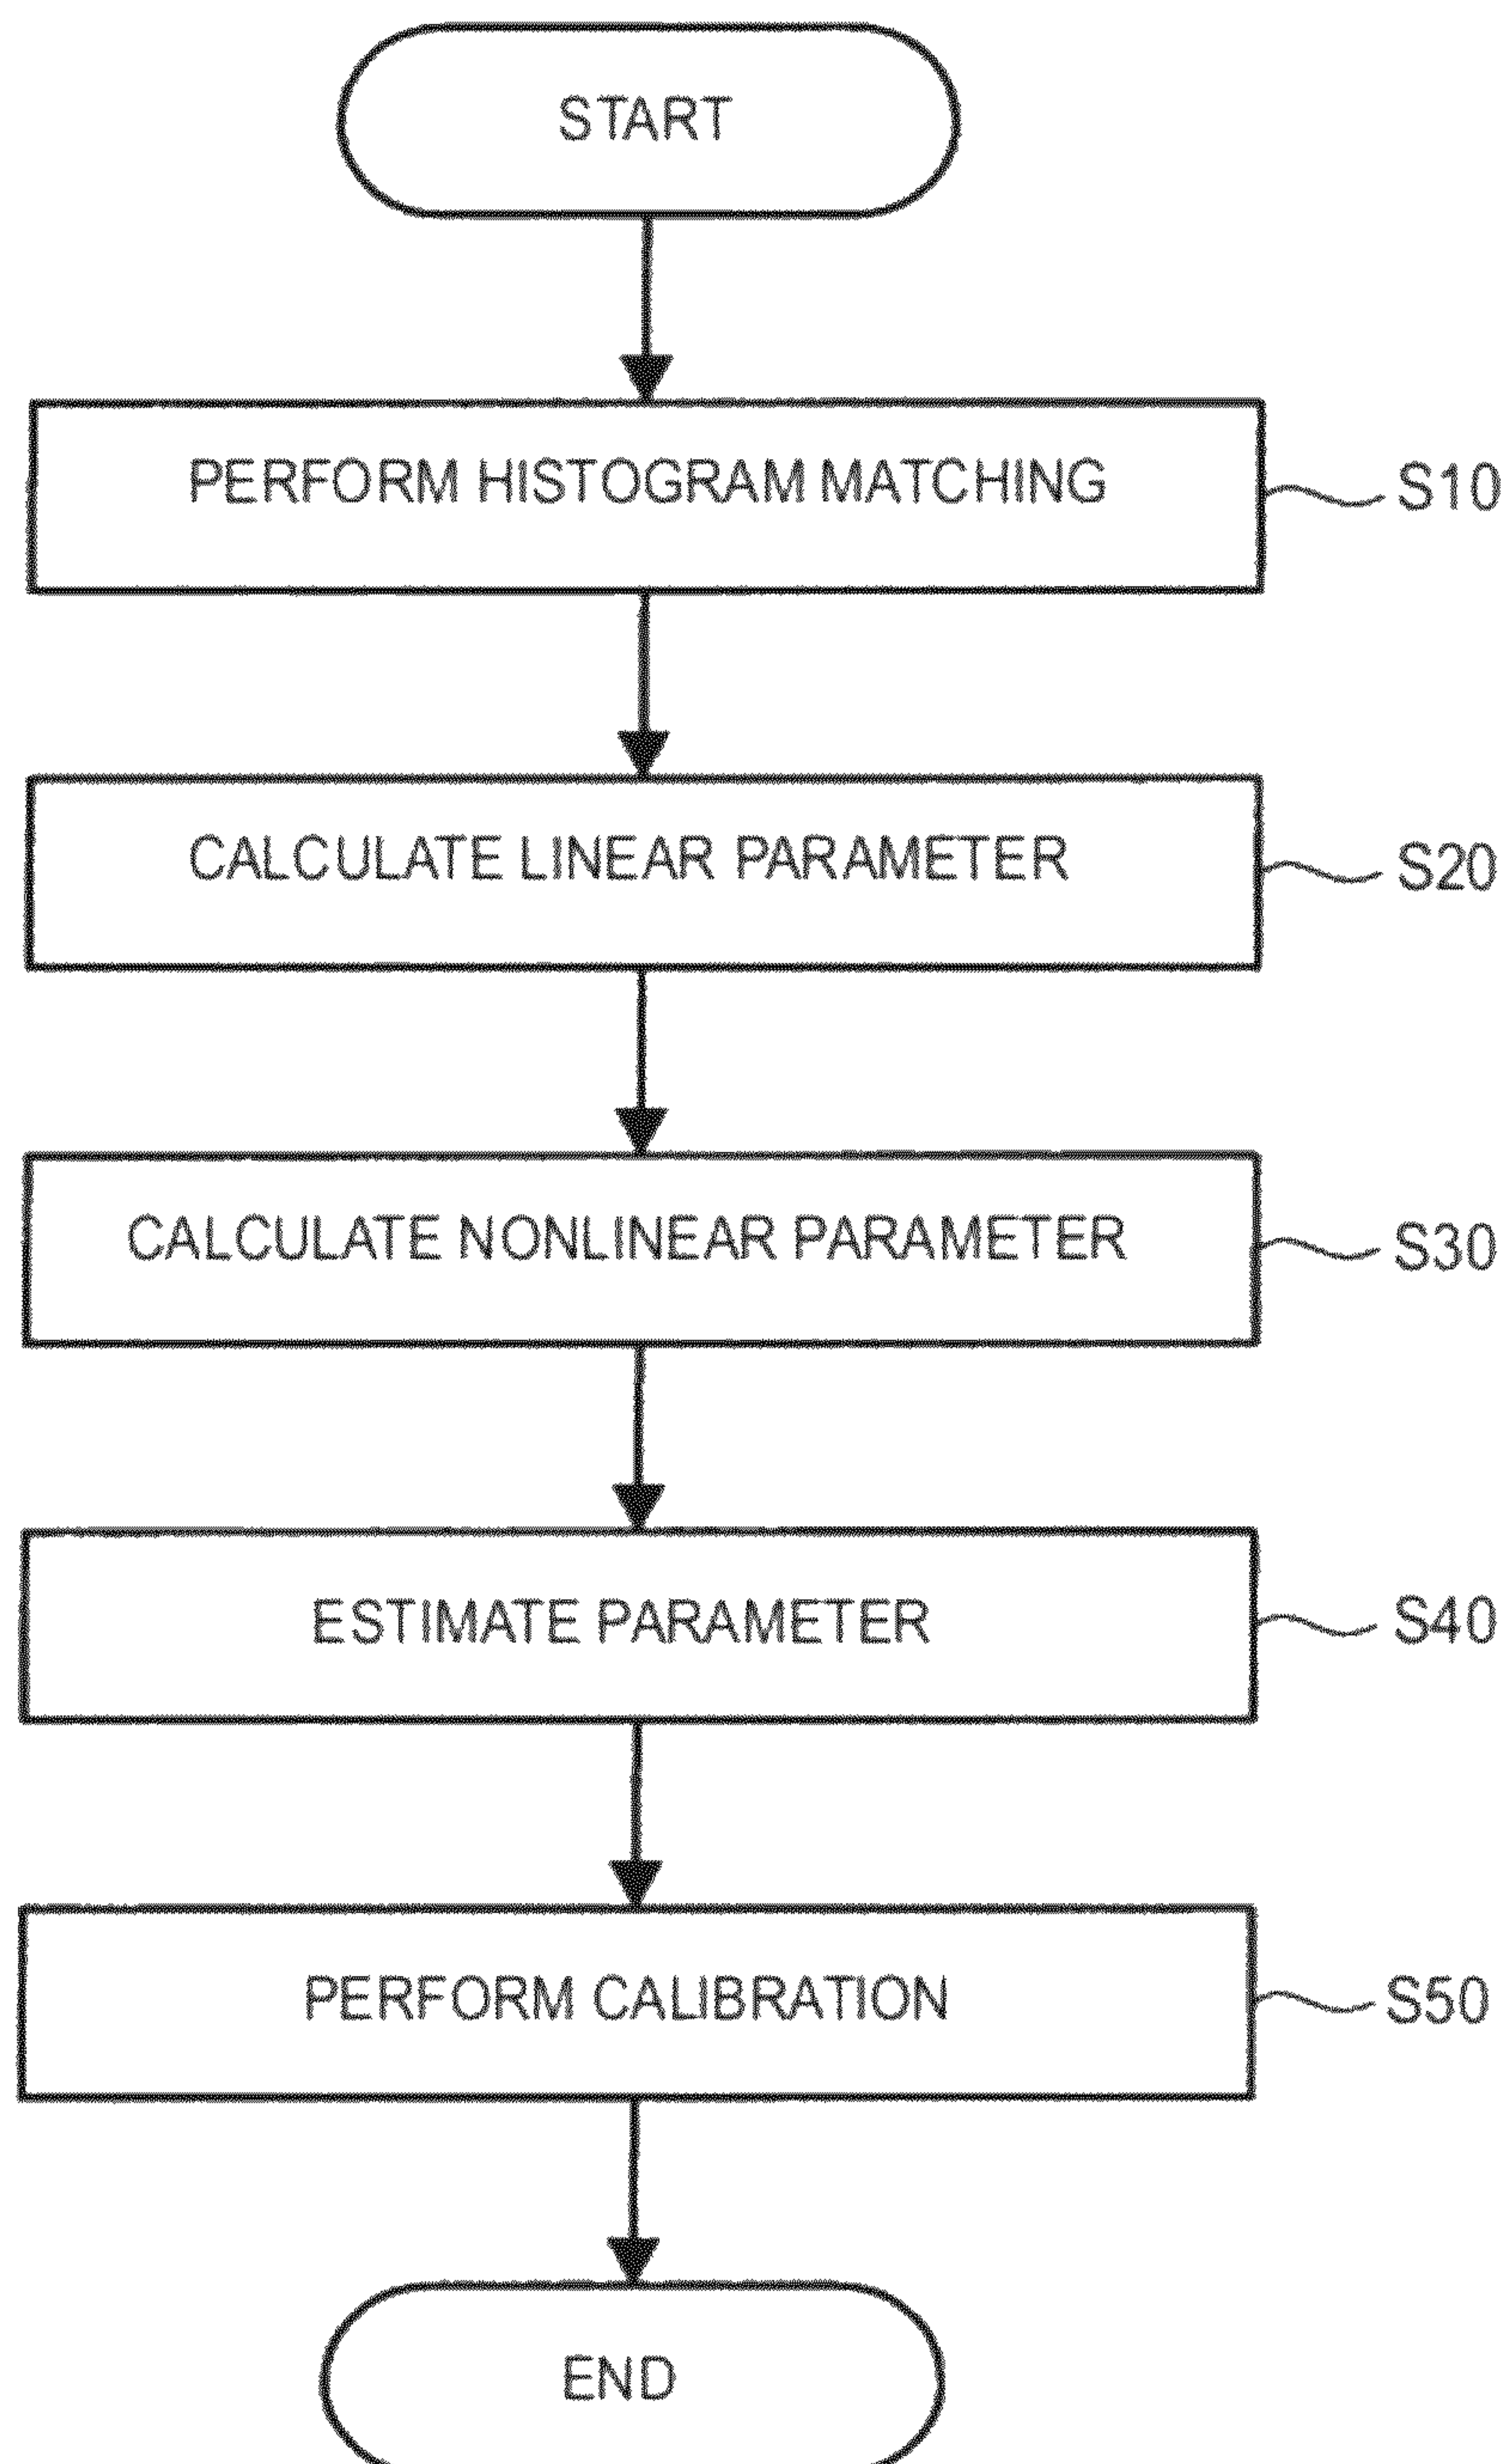 START
PERFORM HISTOGRAM MATCHING
S10
CALCULATE LINEAR PARAMETER
S20
CALCULATE NONLINEAR PARAMETER
S30
ESTIMATE PARAMETER
S40
PERFORM CALIBRATION
S50
END